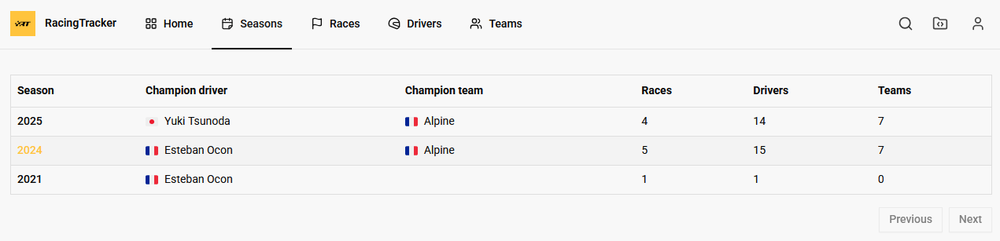 RacingTracker Home Seasons Races Drivers Teams
Season Champion driver Champion team Races Drivers Teams
2025 Yuki Tsunoda Alpine 4 14 7
2024 Esteban Ocon Alpine 5 15 7
2021 Esteban Ocon 1 1 0
Previous Next